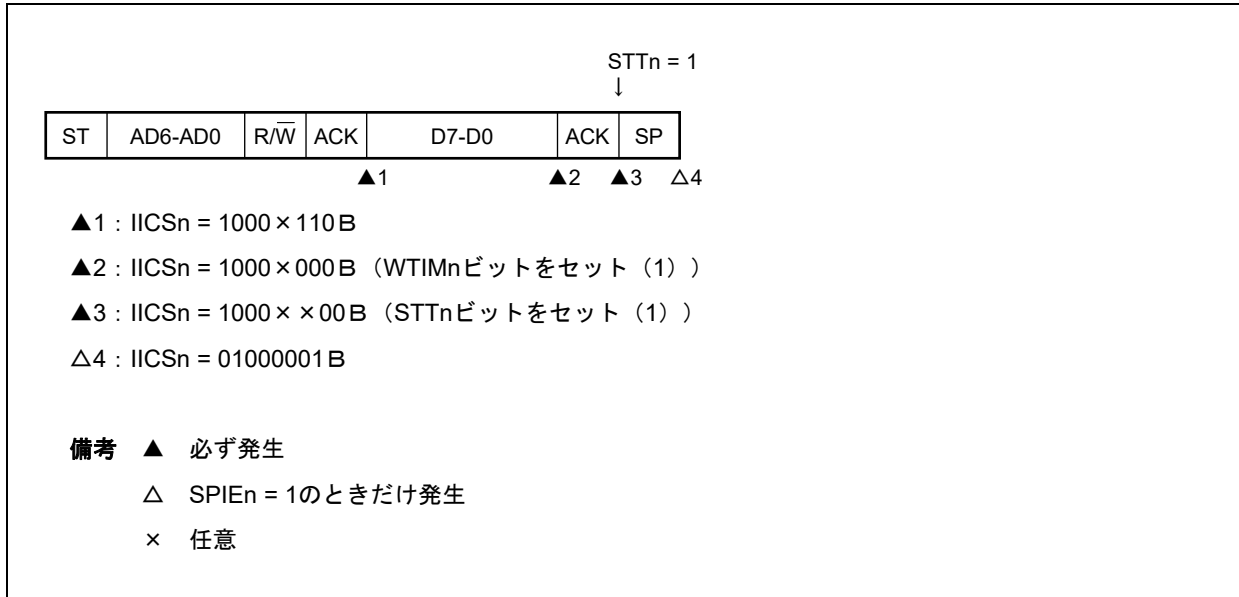 STTn = 1
↓
ST AD6-AD0 R/W̅ ACK D7-D0 ACK SP
▲1 ▲2 ▲3 △4
▲1：IICSn = 1000×110B
▲2：IICSn = 1000×000B（WTIMnビットをセット（1））
▲3：IICSn = 1000××00B（STTnビットをセット（1））
△4：IICSn = 01000001B
備考 ▲ 必ず発生
△ SPIEn = 1のときだけ発生
× 任意